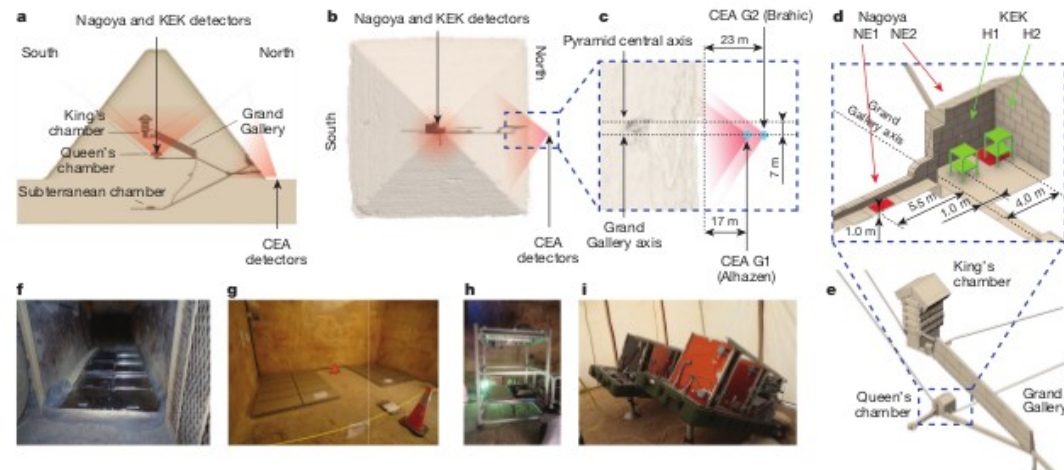 a
Nagoya and KEK detectors
South
North
King's
chamber
Grand
Gallery
Queen's
chamber
Subterranean chamber
CEA
detectors
b
Nagoya and KEK detectors
South
North
CEA
detectors
c
CEA G2 (Brahic)
23 m
Pyramid central axis
7 m
17 m
Grand
Gallery axis
CEA G1
(Alhazen)
d
Nagoya
NE1 NE2
KEK
H1 H2
Grand
Gallery axis
5.5 m
1.0 m
4.0 m
1.0 m
e
King's
chamber
Queen's
chamber
Grand
Gallery
f
g
h
i